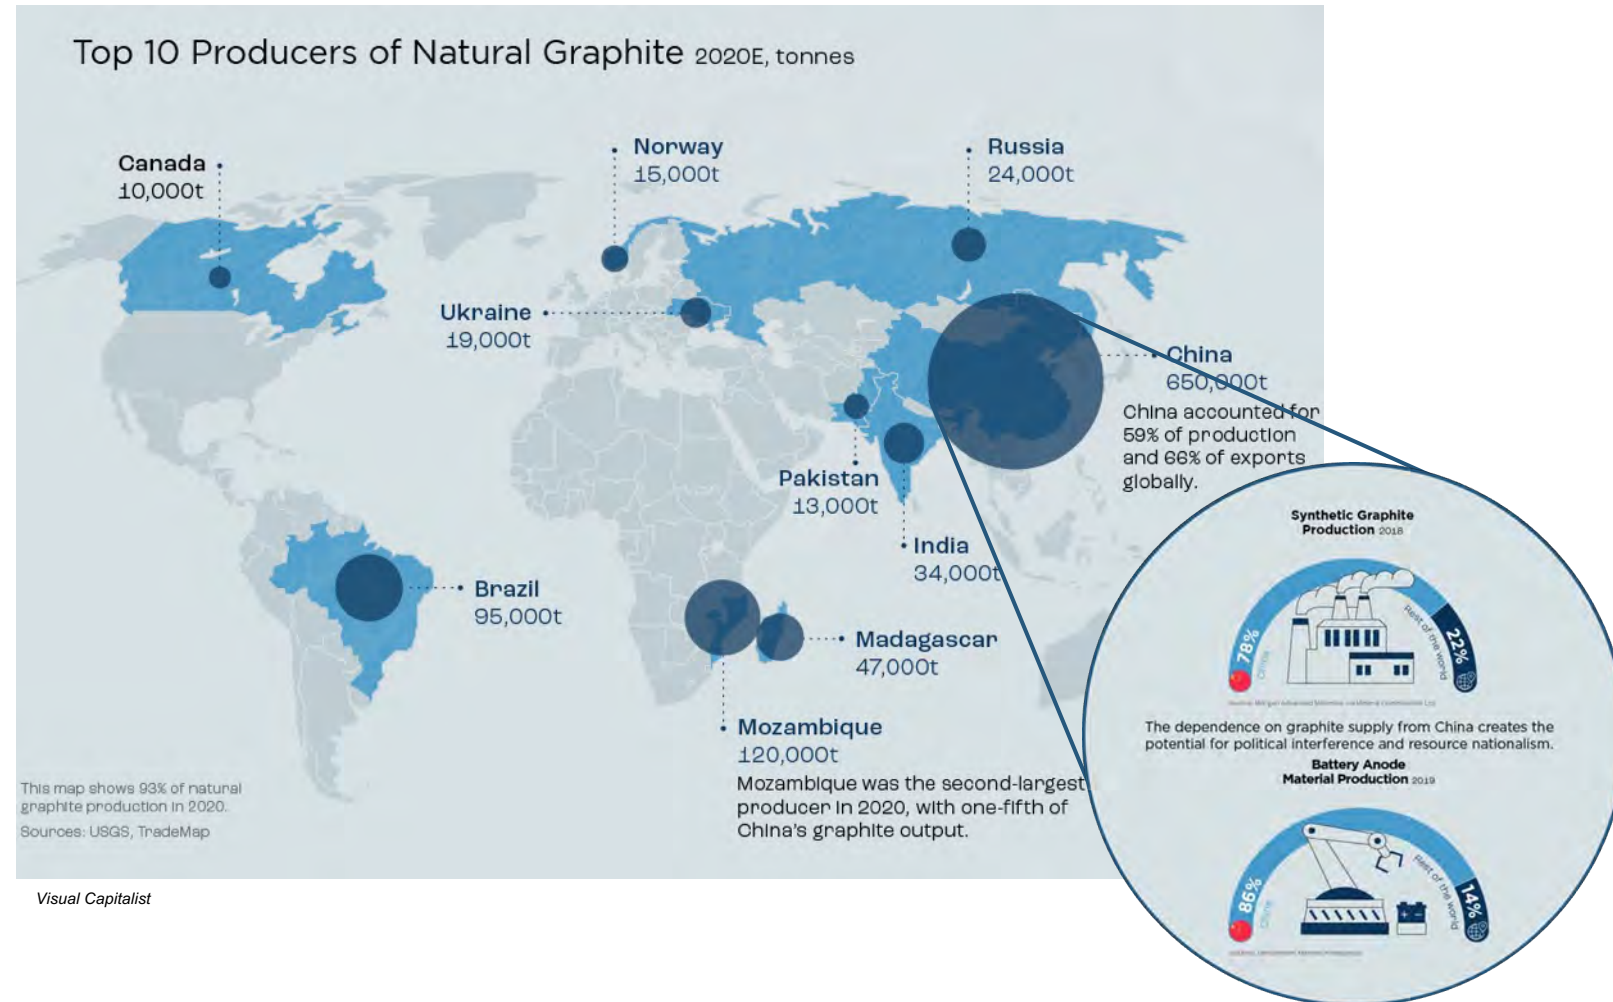 Top 10 Producers of Natural Graphite 2020E, tonnes
Canada
10,000t
Norway
15,000t
Russia
24,000t
Ukraine
19,000t
China
650,000t
China accounted for
59% of production
and 66% of exports
globally.
Pakistan
13,000t
India
34,000t
Brazil
95,000t
Madagascar
47,000t
Mozambique
120,000t
Mozambique was the second-largest
producer in 2020, with one-fifth of
China's graphite output.
This map shows 93% of natural
graphite production in 2020.
Sources: USGS, TradeMap
Visual Capitalist
Synthetic Graphite
Production 2018
78%
China
Rest of the world
22%
The dependence on graphite supply from China creates the
potential for political interference and resource nationalism.
Battery Anode
Material Production 2019
86%
China
Rest of the world
14%